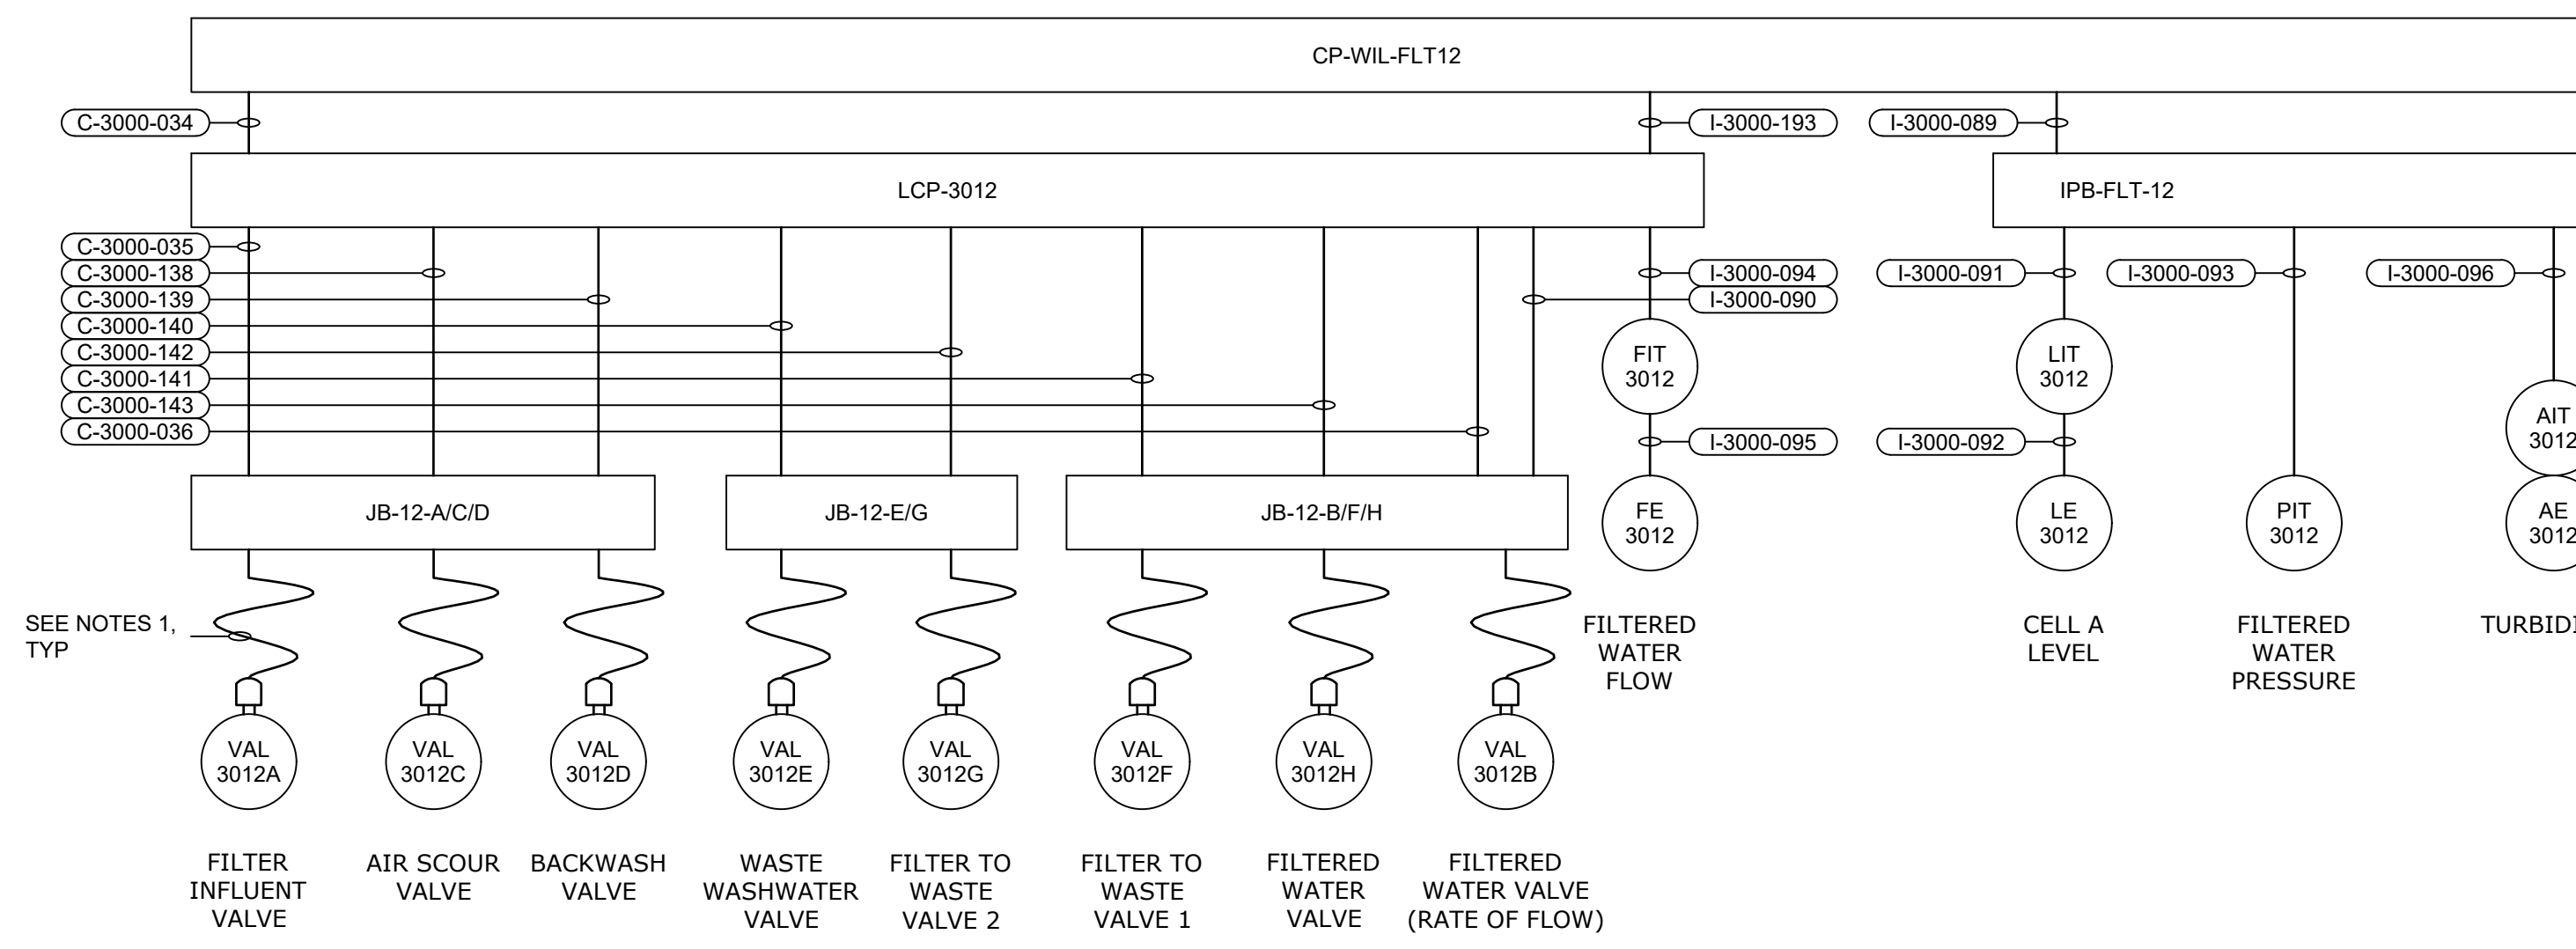 CP-WIL-FLT12
C-3000-034
I-3000-193
I-3000-089
LCP-3012
IPB-FLT-12
C-3000-035
C-3000-138
C-3000-139
C-3000-140
C-3000-142
C-3000-141
C-3000-143
C-3000-036
I-3000-094
I-3000-090
I-3000-091
I-3000-093
I-3000-096
FIT
3012
LIT
3012
AIT
3012
I-3000-095
I-3000-092
JB-12-A/C/D
JB-12-E/G
JB-12-B/F/H
FE
3012
LE
3012
PIT
3012
AE
3012
SEE NOTES 1,
TYP
FILTERED
WATER
FLOW
CELL A
LEVEL
FILTERED
WATER
PRESSURE
VAL
3012A
VAL
3012C
VAL
3012D
VAL
3012E
VAL
3012G
VAL
3012F
VAL
3012H
VAL
3012B
FILTER
INFLUENT
VALVE
AIR SCOUR
VALVE
BACKWASH
VALVE
WASTE
WASHWATER
VALVE
FILTER TO
WASTE
VALVE 2
FILTER TO
WASTE
VALVE 1
FILTERED
WATER
VALVE
FILTERED
WATER VALVE
(RATE OF FLOW)